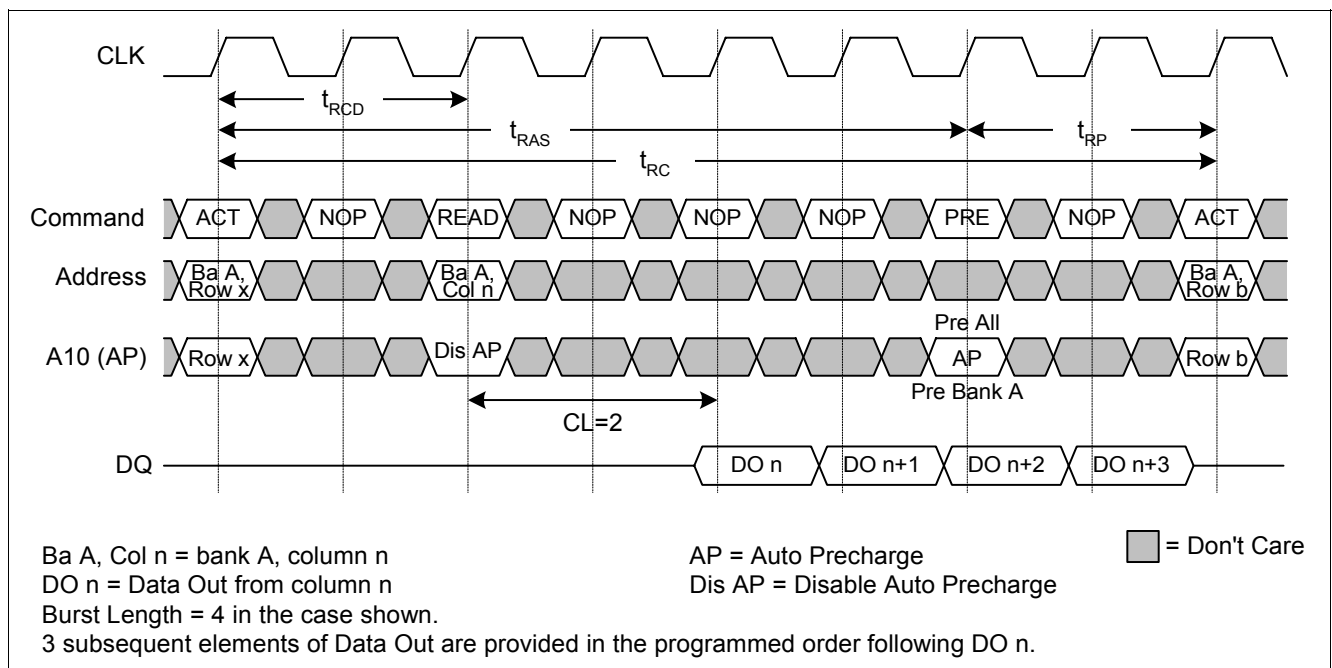 CLK
tRCD
tRAS
tRP
tRC
Command ACT NOP READ NOP NOP NOP PRE NOP ACT
Address Ba A, Row x Ba A, Col n Ba A, Row b
Pre All
A10 (AP) Row x Dis AP AP Row b
Pre Bank A
CL=2
DQ DO n DO n+1 DO n+2 DO n+3
Ba A, Col n = bank A, column n
DO n = Data Out from column n
Burst Length = 4 in the case shown.
3 subsequent elements of Data Out are provided in the programmed order following DO n.
AP = Auto Precharge
Dis AP = Disable Auto Precharge
= Don't Care